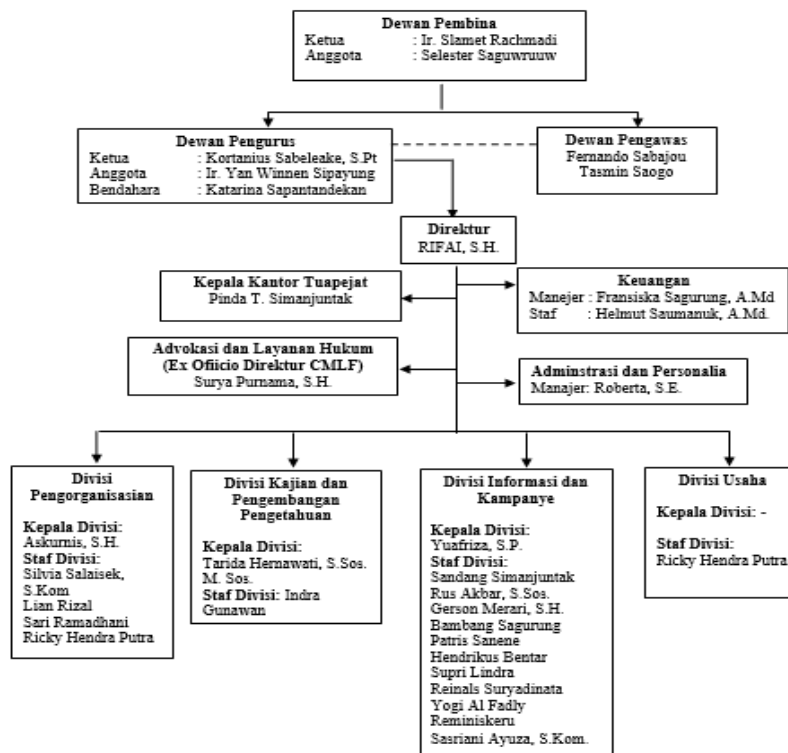 Dewan Pembina
Ketua : Ir. Slamet Rachmadi
Anggota : Selester Saguwruuw
Dewan Pengurus
Ketua : Kortanius Sabeleake, S.Pt
Anggota : Ir. Yan Winnen Sipayung
Bendahara : Katarina Sapantandekan
Dewan Pengawas
Fernando Sabajou
Tasmin Saogo
Direktur
RIFAI, S.H.
Kepala Kantor Tuapejat
Pinda T. Simanjuntak
Keuangan
Manejer : Fransiska Sagurung, A.Md
Staf : Helmut Saumanuk, A.Md.
Advokasi dan Layanan Hukum
(Ex Ofiicio Direktur CMLF)
Surya Purnama, S.H.
Adminstrasi dan Personalia
Manajer: Roberta, S.E.
Divisi
Pengorganisasian
Kepala Divisi:
Askurnis, S.H.
Staf Divisi:
Silvia Salaisek,
S.Kom
Lian Rizal
Sari Ramadhani
Ricky Hendra Putra
Divisi Kajian dan
Pengembangan
Pengetahuan
Kepala Divisi:
Tarida Hernawati, S.Sos.
M. Sos.
Staf Divisi: Indra
Gunawan
Divisi Informasi dan
Kampanye
Kepala Divisi:
Yuafriza, S.P.
Staf Divisi:
Sandang Simanjuntak
Rus Akbar, S.Sos.
Gerson Merari, S.H.
Bambang Sagurung
Patris Sanene
Hendrikus Bentar
Supri Lindra
Reinals Suryadinata
Yogi Al Fadly
Reminiskeru
Sasriani Ayuza, S.Kom.
Divisi Usaha
Kepala Divisi: -
Staf Divisi:
Ricky Hendra Putra